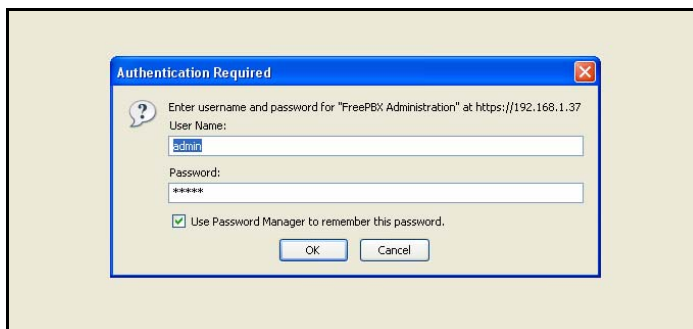 Authentication Required
Enter username and password for "FreePBX Administration" at https://192.168.1.37
User Name:
admin
Password:
*****
Use Password Manager to remember this password.
OK Cancel